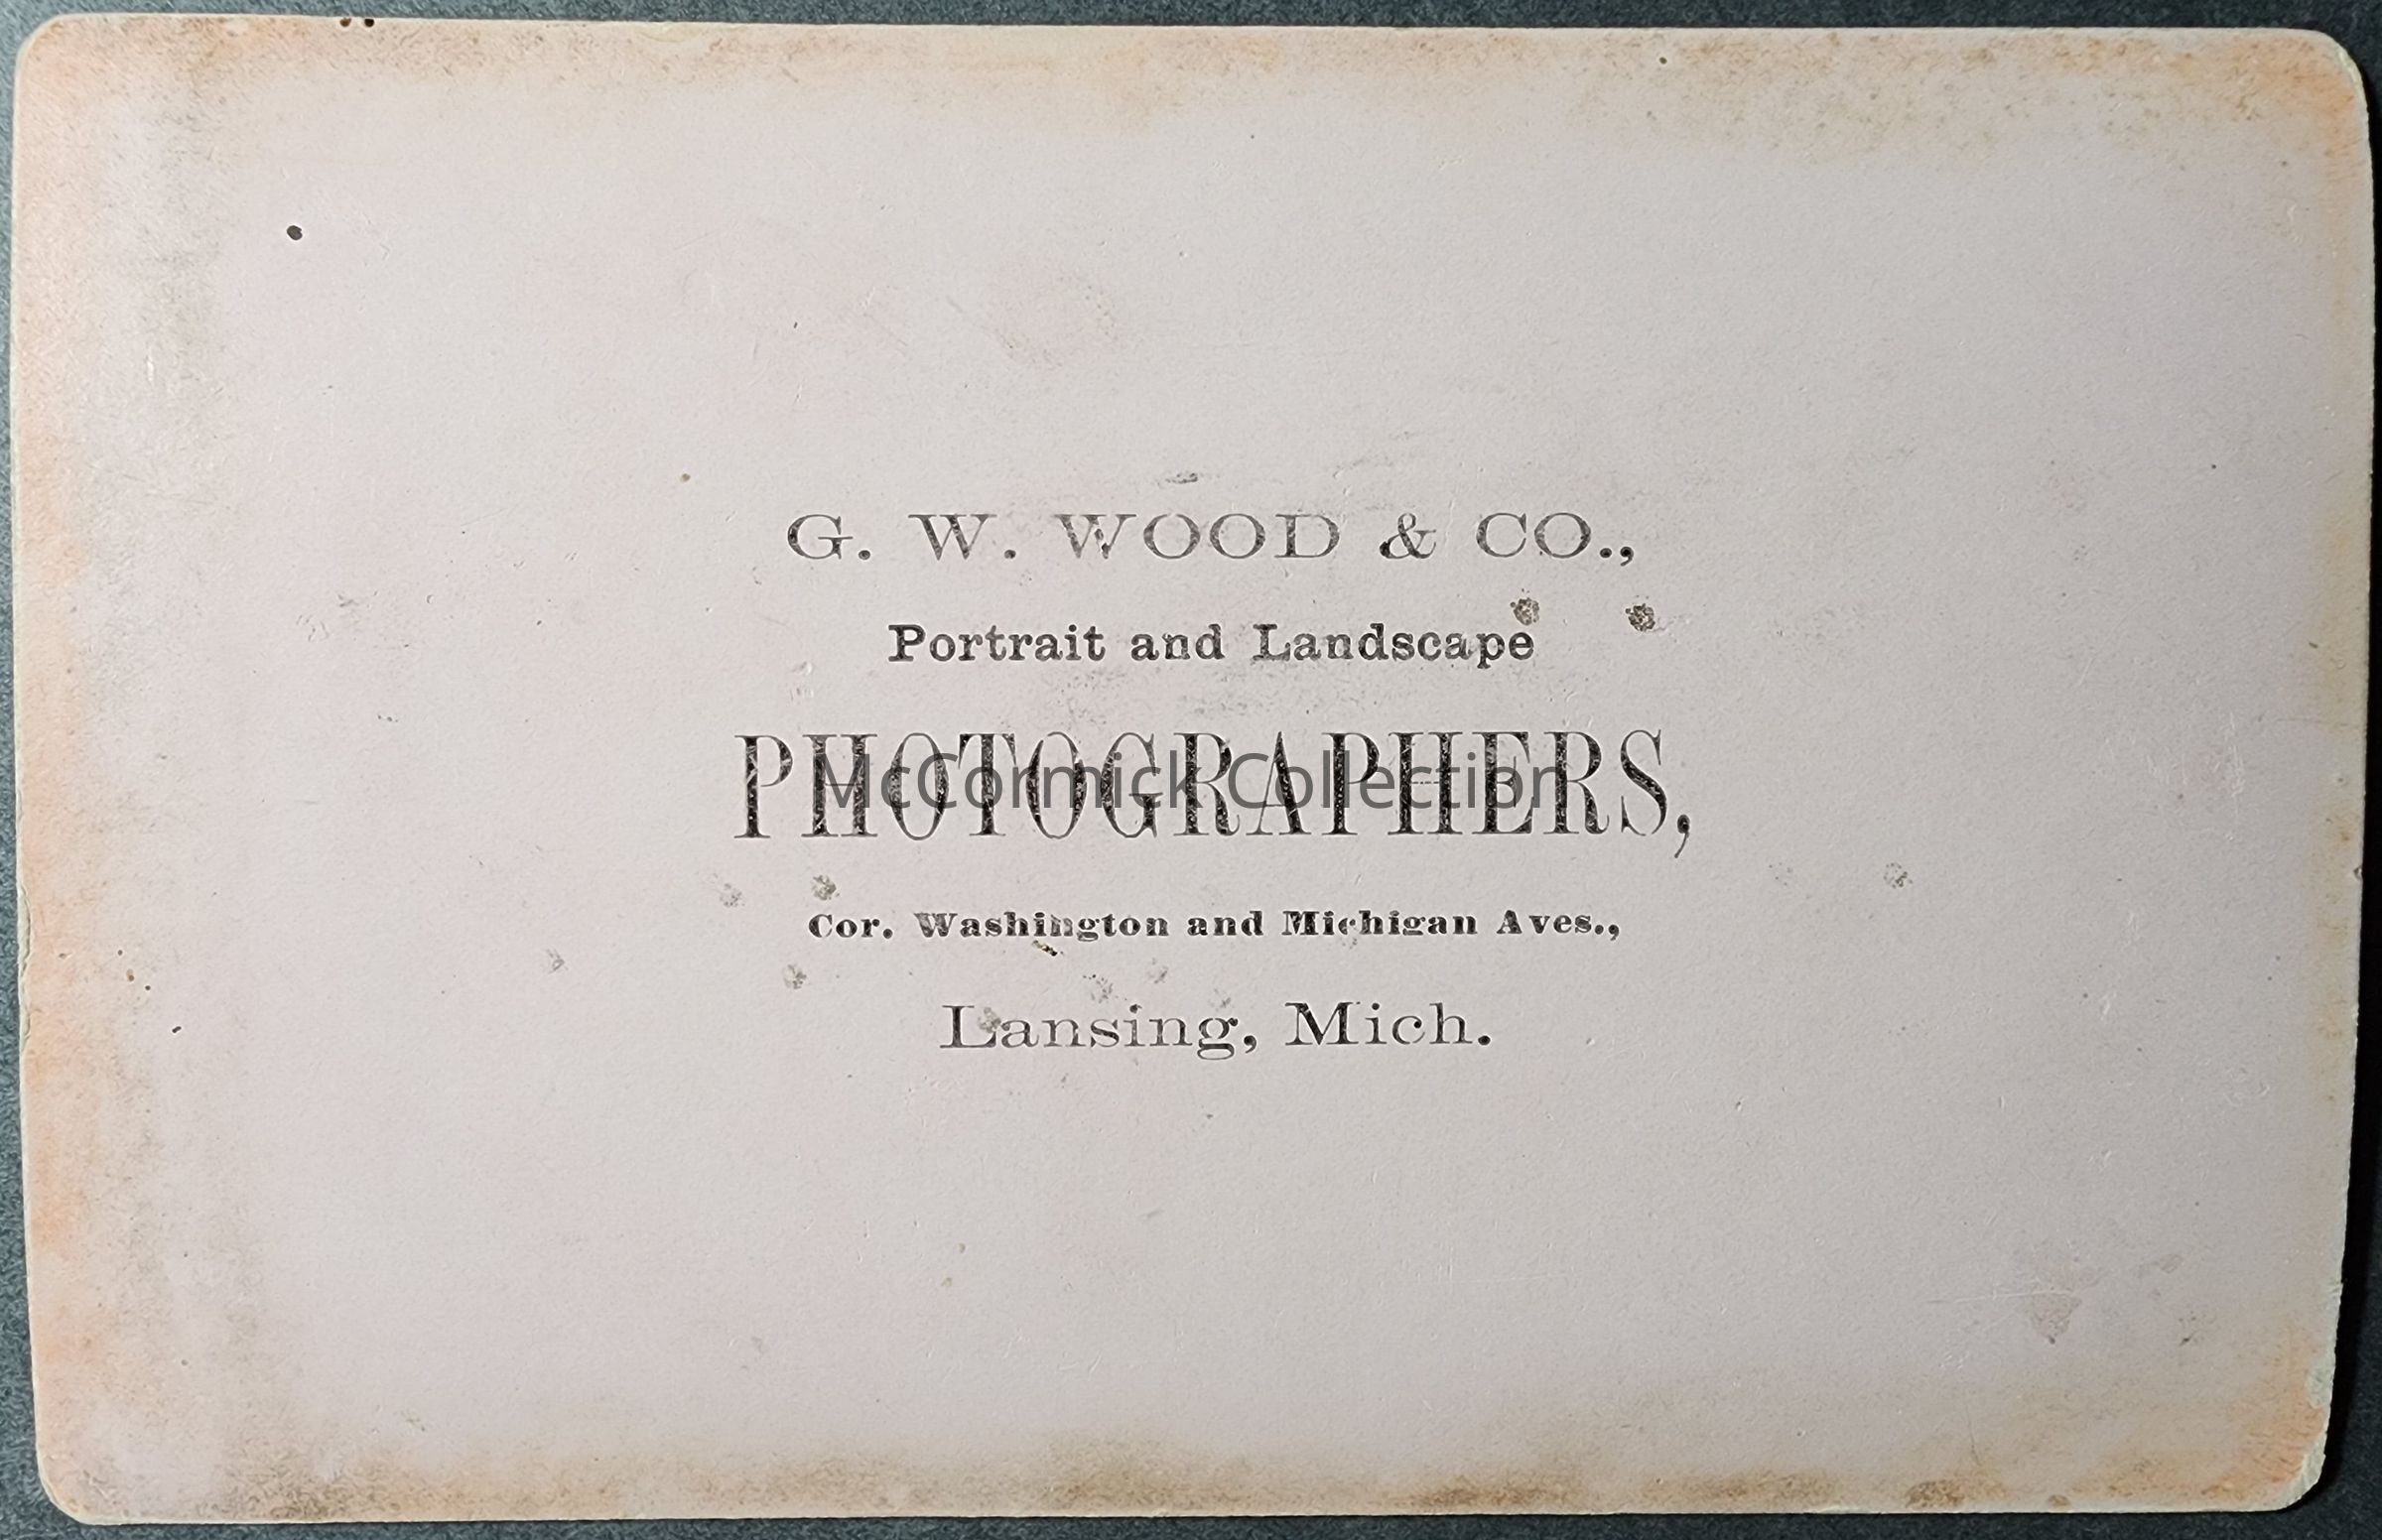 G. W. WOOD & CO.,
Portrait and Landscape
PHOTOGRAPHERS,
McCormick Collection
Cor. Washington and Michigan Aves.,
Lansing, Mich.